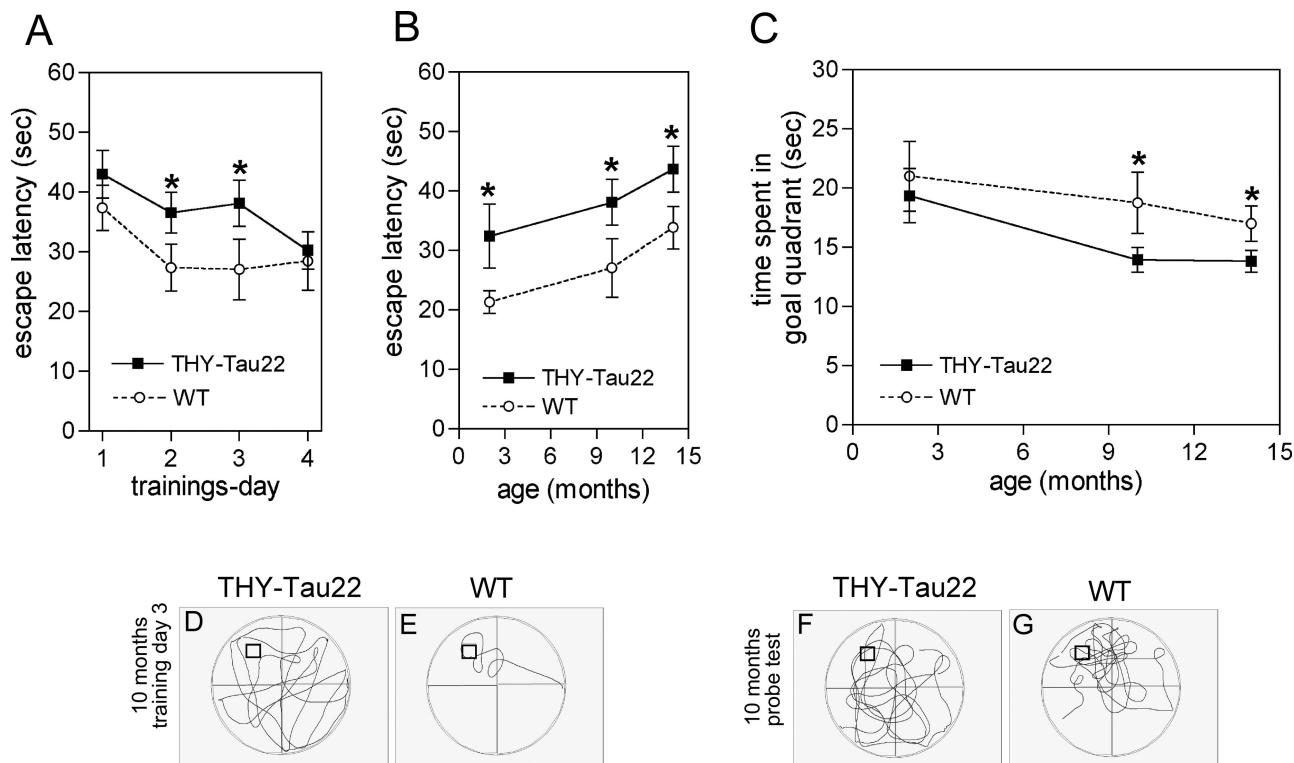 A
60
50
40
30
20
10
0
escape latency (sec)
*
*
THY-Tau22
WT
1 2 3 4
trainings-day
B
60
50
40
30
20
10
0
escape latency (sec)
*
*
*
THY-Tau22
WT
0 3 6 9 12 15
age (months)
C
30
25
20
15
10
5
0
time spent in
goal quadrant (sec)
*
*
THY-Tau22
WT
0 3 6 9 12 15
age (months)
THY-Tau22
WT
10 months
training day 3
D
E
THY-Tau22
WT
10 months
probe test
F
G